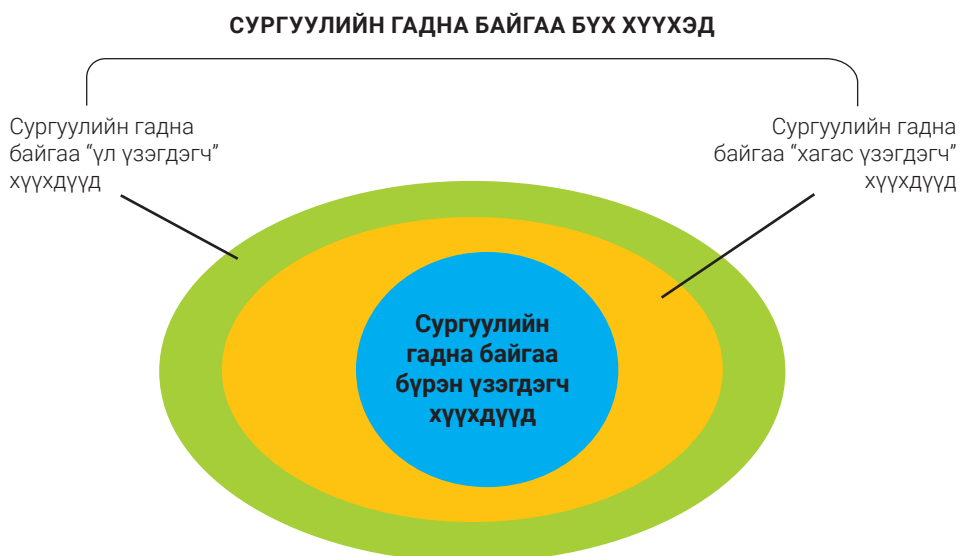 СУРГУУЛИЙН ГАДНА БАЙГАА БҮХ ХҮҮХЭД
Сургуулийн гадна
байгаа “үл үзэгдэгч”
хүүхдүүд
Сургуулийн гадна
байгаа “хагас үзэгдэгч”
хүүхдүүд
Сургуулийн
гадна байгаа
бүрэн үзэгдэгч
хүүхдүүд